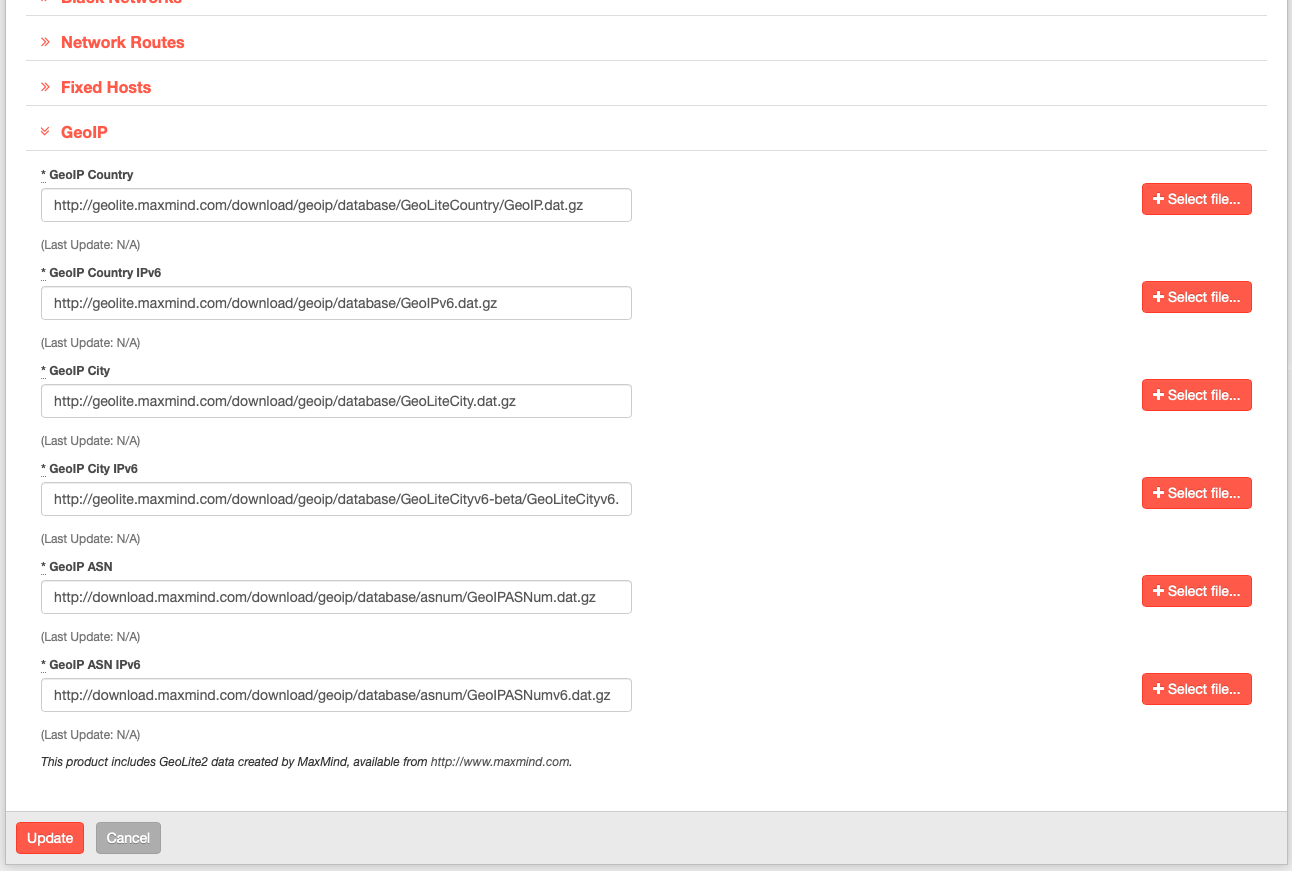 Black Networks
Network Routes
Fixed Hosts
GeoIP
* GeoIP Country
http://geolite.maxmind.com/download/geoip/database/GeoLiteCountry/GeoIP.dat.gz
+ Select file...
(Last Update: N/A)
* GeoIP Country IPv6
http://geolite.maxmind.com/download/geoip/database/GeoIPv6.dat.gz
+ Select file...
(Last Update: N/A)
* GeoIP City
http://geolite.maxmind.com/download/geoip/database/GeoLiteCity.dat.gz
+ Select file...
(Last Update: N/A)
* GeoIP City IPv6
http://geolite.maxmind.com/download/geoip/database/GeoLiteCityv6-beta/GeoLiteCityv6.
+ Select file...
(Last Update: N/A)
* GeoIP ASN
http://download.maxmind.com/download/geoip/database/asnum/GeoIPASNum.dat.gz
+ Select file...
(Last Update: N/A)
* GeoIP ASN IPv6
http://download.maxmind.com/download/geoip/database/asnum/GeoIPASNumv6.dat.gz
+ Select file...
(Last Update: N/A)
This product includes GeoLite2 data created by MaxMind, available from http://www.maxmind.com.
Update
Cancel